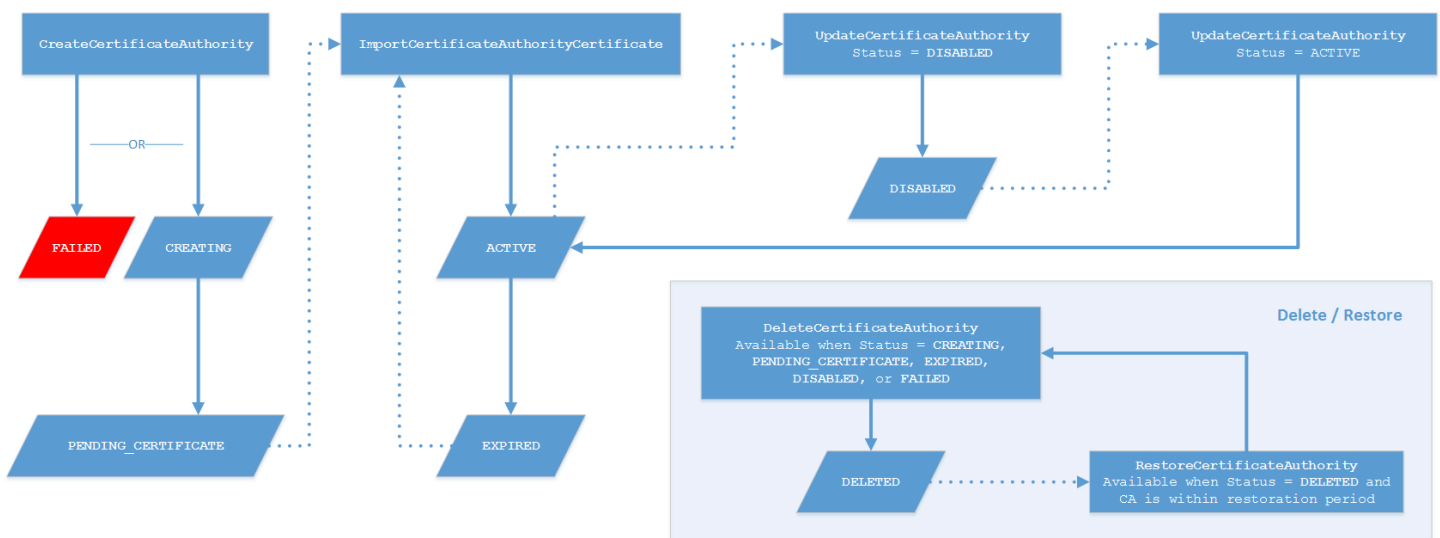 CreateCertificateAuthority
ImportCertificateAuthorityCertificate
UpdateCertificateAuthority
Status = DISABLED
UpdateCertificateAuthority
Status = ACTIVE
OR
DISABLED
FAILED
CREATING
ACTIVE
Delete / Restore
DeleteCertificateAuthority
Available when Status = CREATING,
PENDING_CERTIFICATE, EXPIRED,
DISABLED, or FAILED
PENDING_CERTIFICATE
EXPIRED
DELETED
RestoreCertificateAuthority
Available when Status = DELETED and
CA is within restoration period